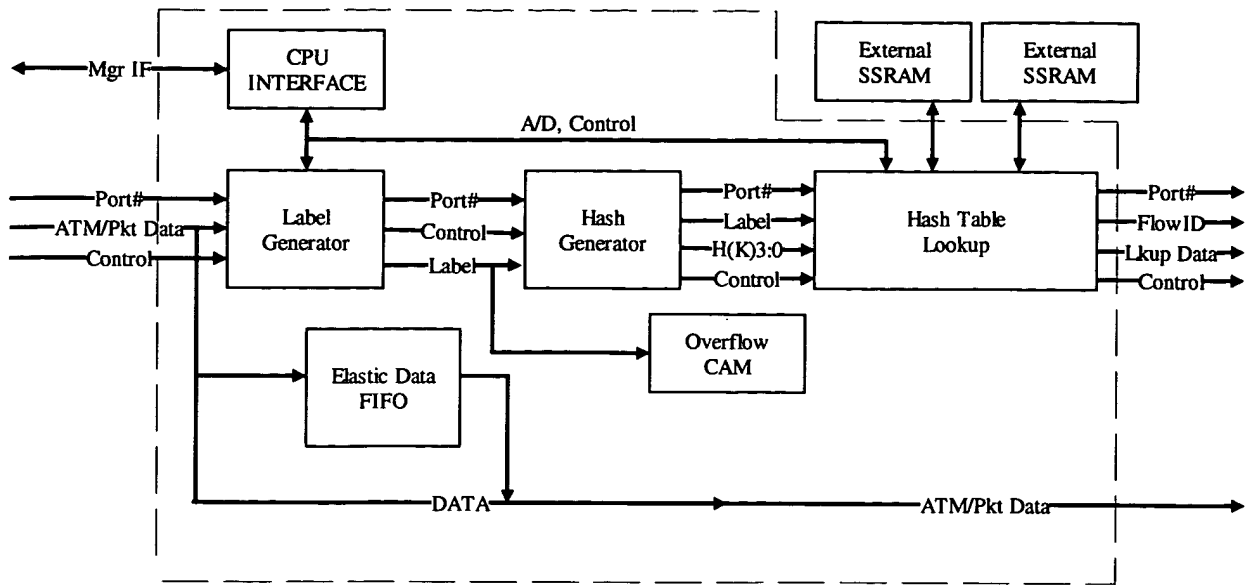 Mgr IF
CPU
INTERFACE
External
SSRAM
External
SSRAM
A/D, Control
Port#
ATM/Pkt Data
Control
Label
Generator
Port#
Control
Label
Hash
Generator
Port#
Label
H(K)3:0
Control
Hash Table
Lookup
Port#
FlowID
Lkup Data
Control
Elastic Data
FIFO
Overflow
CAM
DATA
ATM/Pkt Data